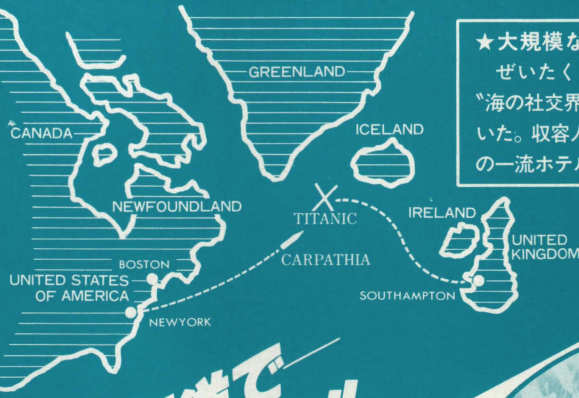 ★大規模な
ぜいたく
〝海の社交界
いた。収容人
の一流ホテル
GREENLAND
CANADA
ICELAND
NEWFOUNDLAND
TITANIC
IRELAND
UNITED
KINGDOM
CARPATHIA
BOSTON
UNITED STATES
OF AMERICA
SOUTHAMPTON
NEWYORK